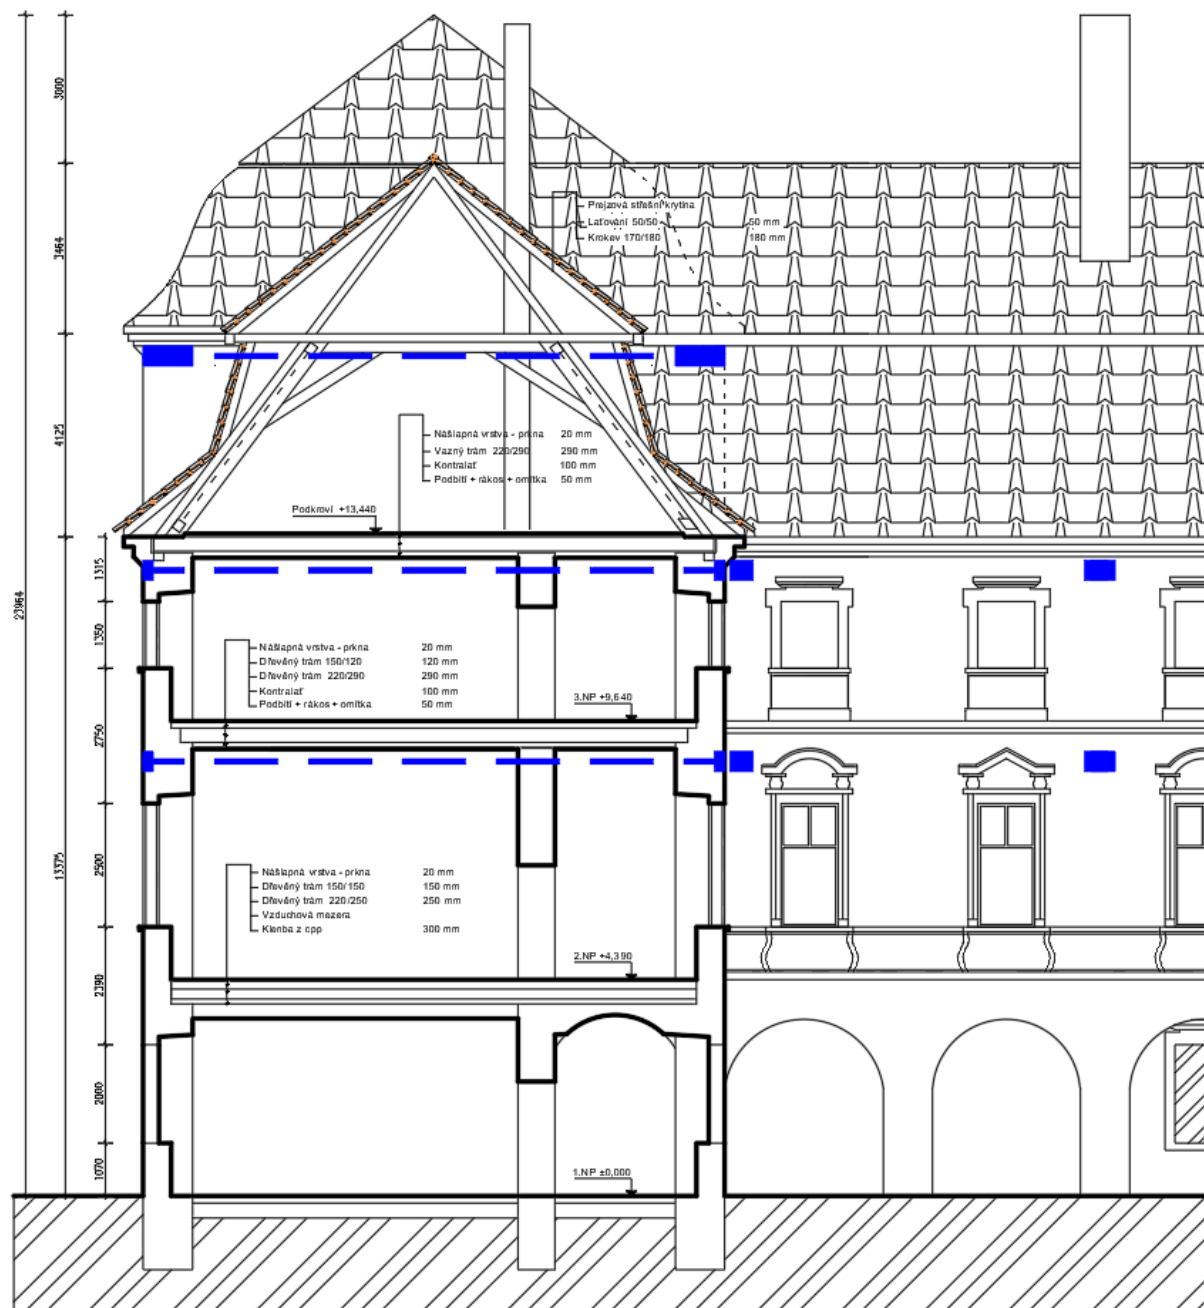 3000
Prejzová střešní krytina
Laťování 50/50 50 mm
Krokev 170/180 180 mm
3464
4125
Nášlapná vrstva - prkna 20 mm
Vazný trám 220/290 290 mm
Kontralať 100 mm
Podbití + rákos + omítka 50 mm
Podkroví +13,440
1315
23964
1350
Nášlapná vrstva - prkna 20 mm
Dřevěný trám 150/120 120 mm
Dřevěný trám 220/290 290 mm
Kontralať 100 mm
Podbití + rákos + omítka 50 mm
3.NP +9,640
2750
13375
2500
Nášlapná vrstva - prkna 20 mm
Dřevěný trám 150/150 150 mm
Dřevěný trám 220/250 250 mm
Vzduchová mezera
Klenba z cpp 300 mm
2.NP +4,390
2390
2000
1070
1.NP ±0,000